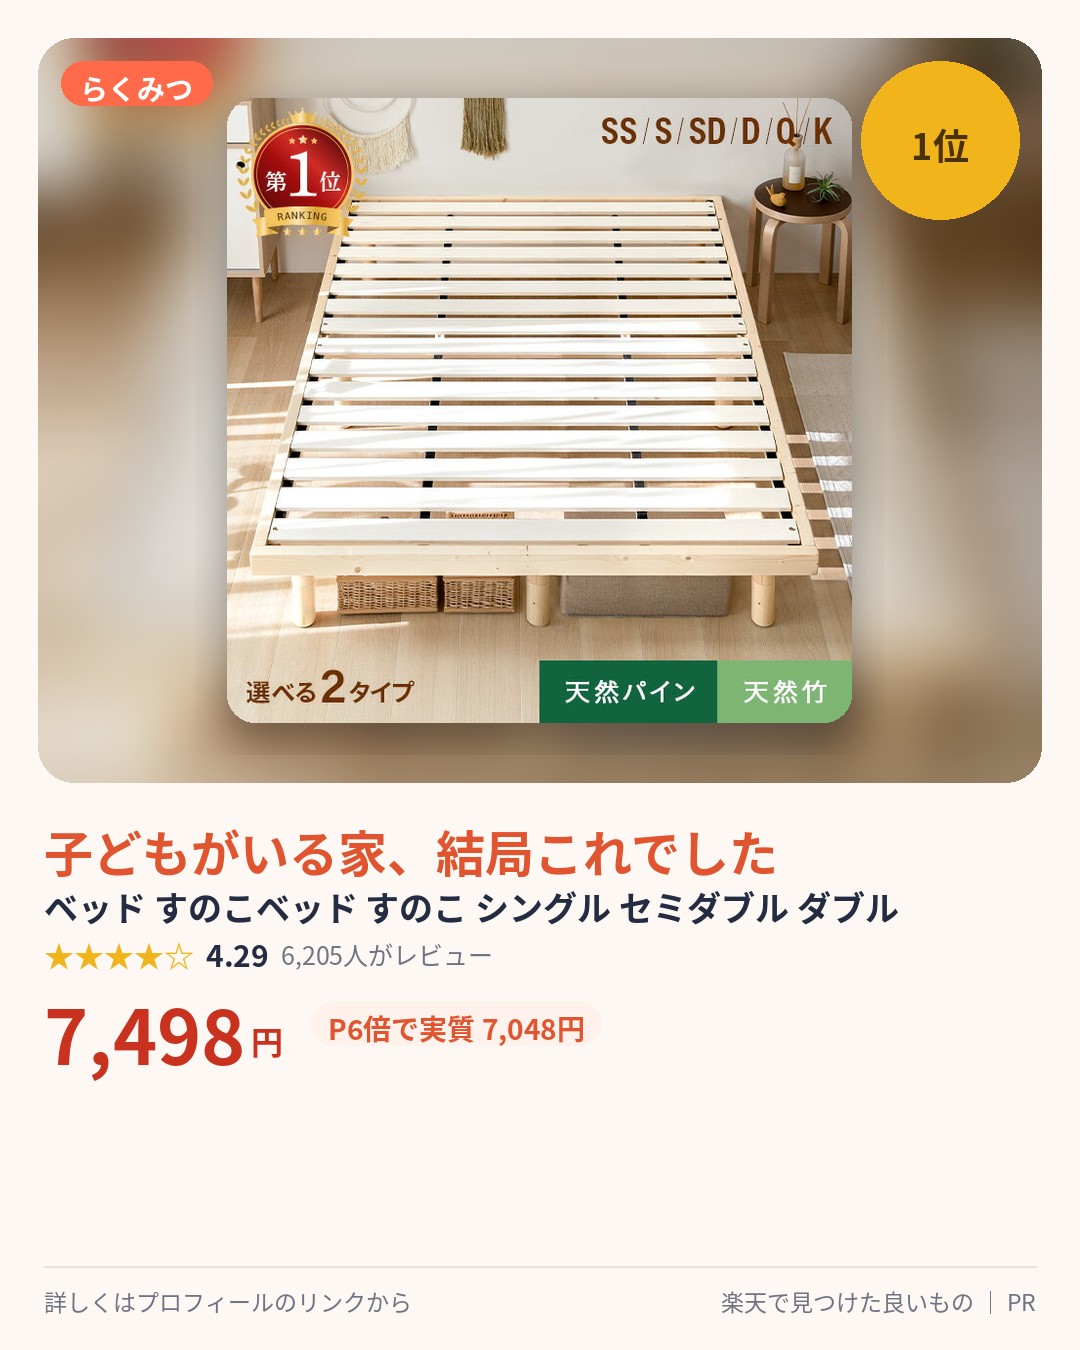 らくみつ
1位
第1位
RANKING
SS/S/SD/D/Q/K
選べる2タイプ
天然パイン
天然竹
子どもがいる家、結局これでした
ベッド すのこベッド すのこ シングル セミダブル ダブル
★★★★☆ 4.29 6,205人がレビュー
7,498円 P6倍で実質 7,048円
詳しくはプロフィールのリンクから
楽天で見つけた良いもの｜PR